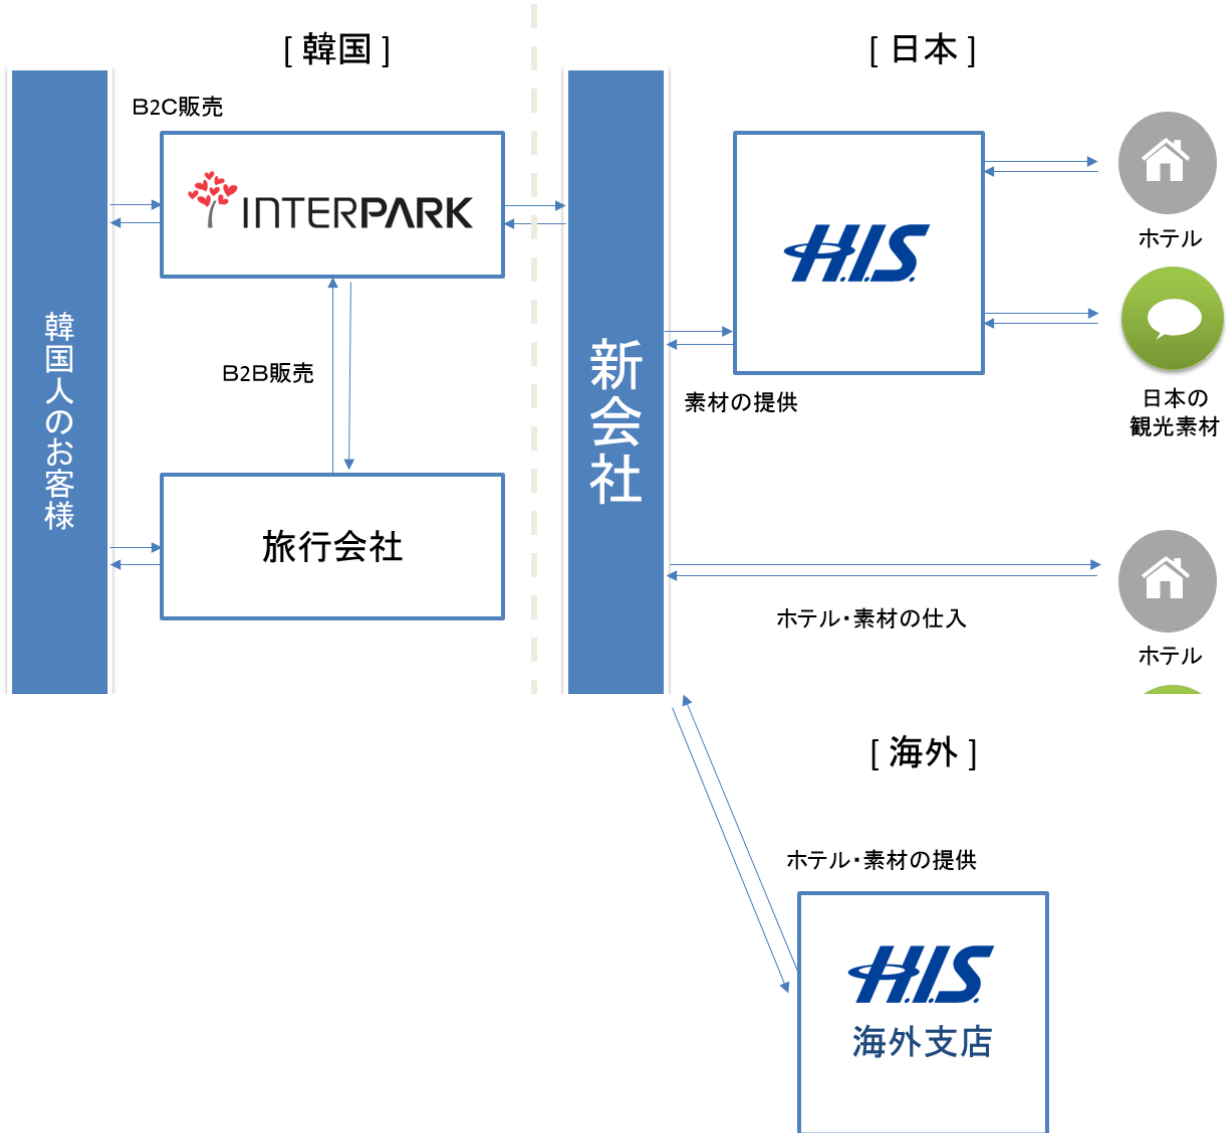 [ 韓国 ]
[ 日本 ]
B2C販売
INTERPARK
H.I.S.
ホテル
日本の
観光素材
韓国人のお客様
B2B販売
新会社
素材の提供
旅行会社
ホテル・素材の仕入
ホテル
[ 海外 ]
ホテル・素材の提供
H.I.S.
海外支店